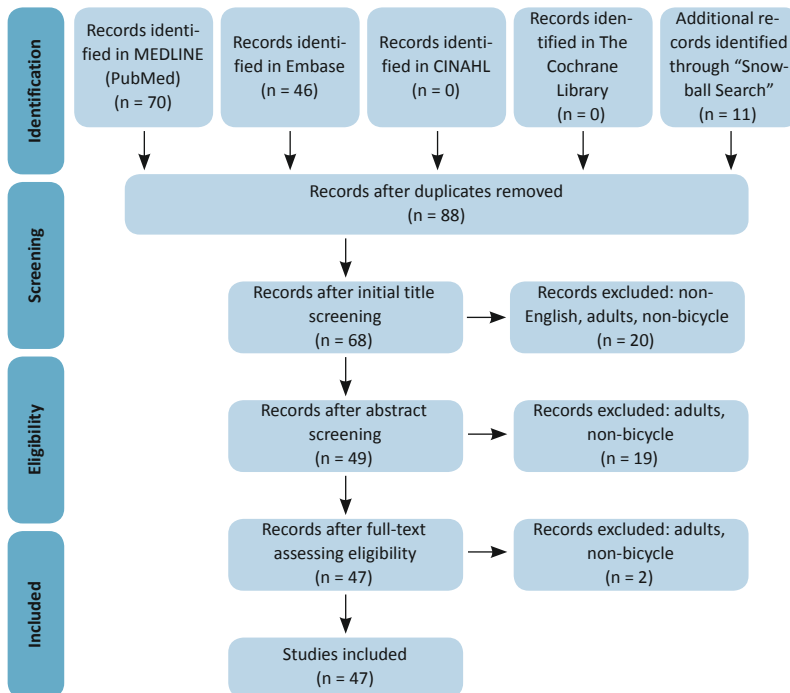 Identification
Records
identified in MEDLINE
(PubMed)
(n = 70)
Records identi-
fied in Embase
(n = 46)
Records identi-
fied in CINAHL
(n = 0)
Records iden-
tified in The
Cochrane
Library
(n = 0)
Additional re-
cords identified
through “Snow-
ball Search”
(n = 11)
Records after duplicates removed
(n = 88)
Screening
Records after initial title
screening
(n = 68)
Records excluded: non-
English, adults, non-bicycle
(n = 20)
Eligibility
Records after abstract
screening
(n = 49)
Records excluded: adults,
non-bicycle
(n = 19)
Records after full-text
assessing eligibility
(n = 47)
Records excluded: adults,
non-bicycle
(n = 2)
Included
Studies included
(n = 47)